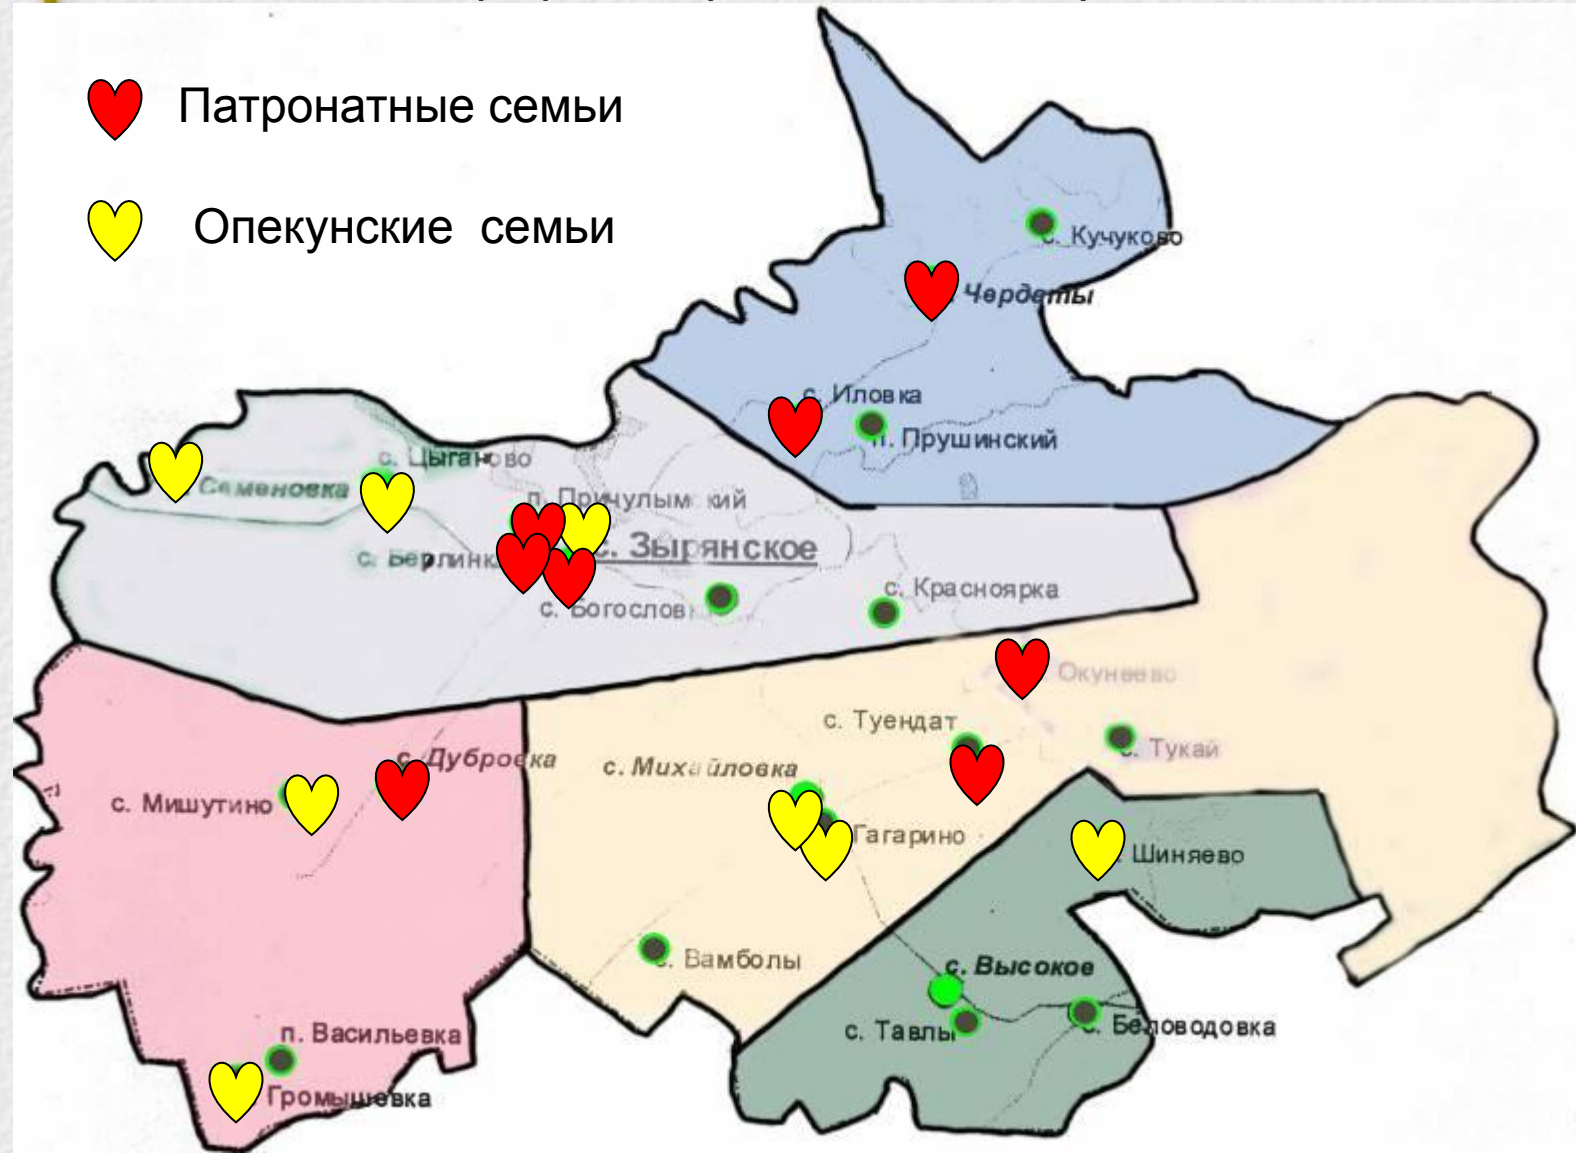 Патронатные семьи
Опекунские семьи
с. Кучуково
Чердаты
с. Иловка
п. Прушинский
с. Цыганово
Семеновка
п. Причулымский
с. Зырянское
с. Берлинка
с. Богословка
с. Красноярка
Окунеево
с. Туендат
с. Тукай
с. Дубровка
с. Михайловка
с. Мишутино
Гагарино
Шиняево
с. Вамболы
с. Высокое
с. Тавлы
с. Беловодовка
п. Васильевка
Громышевка